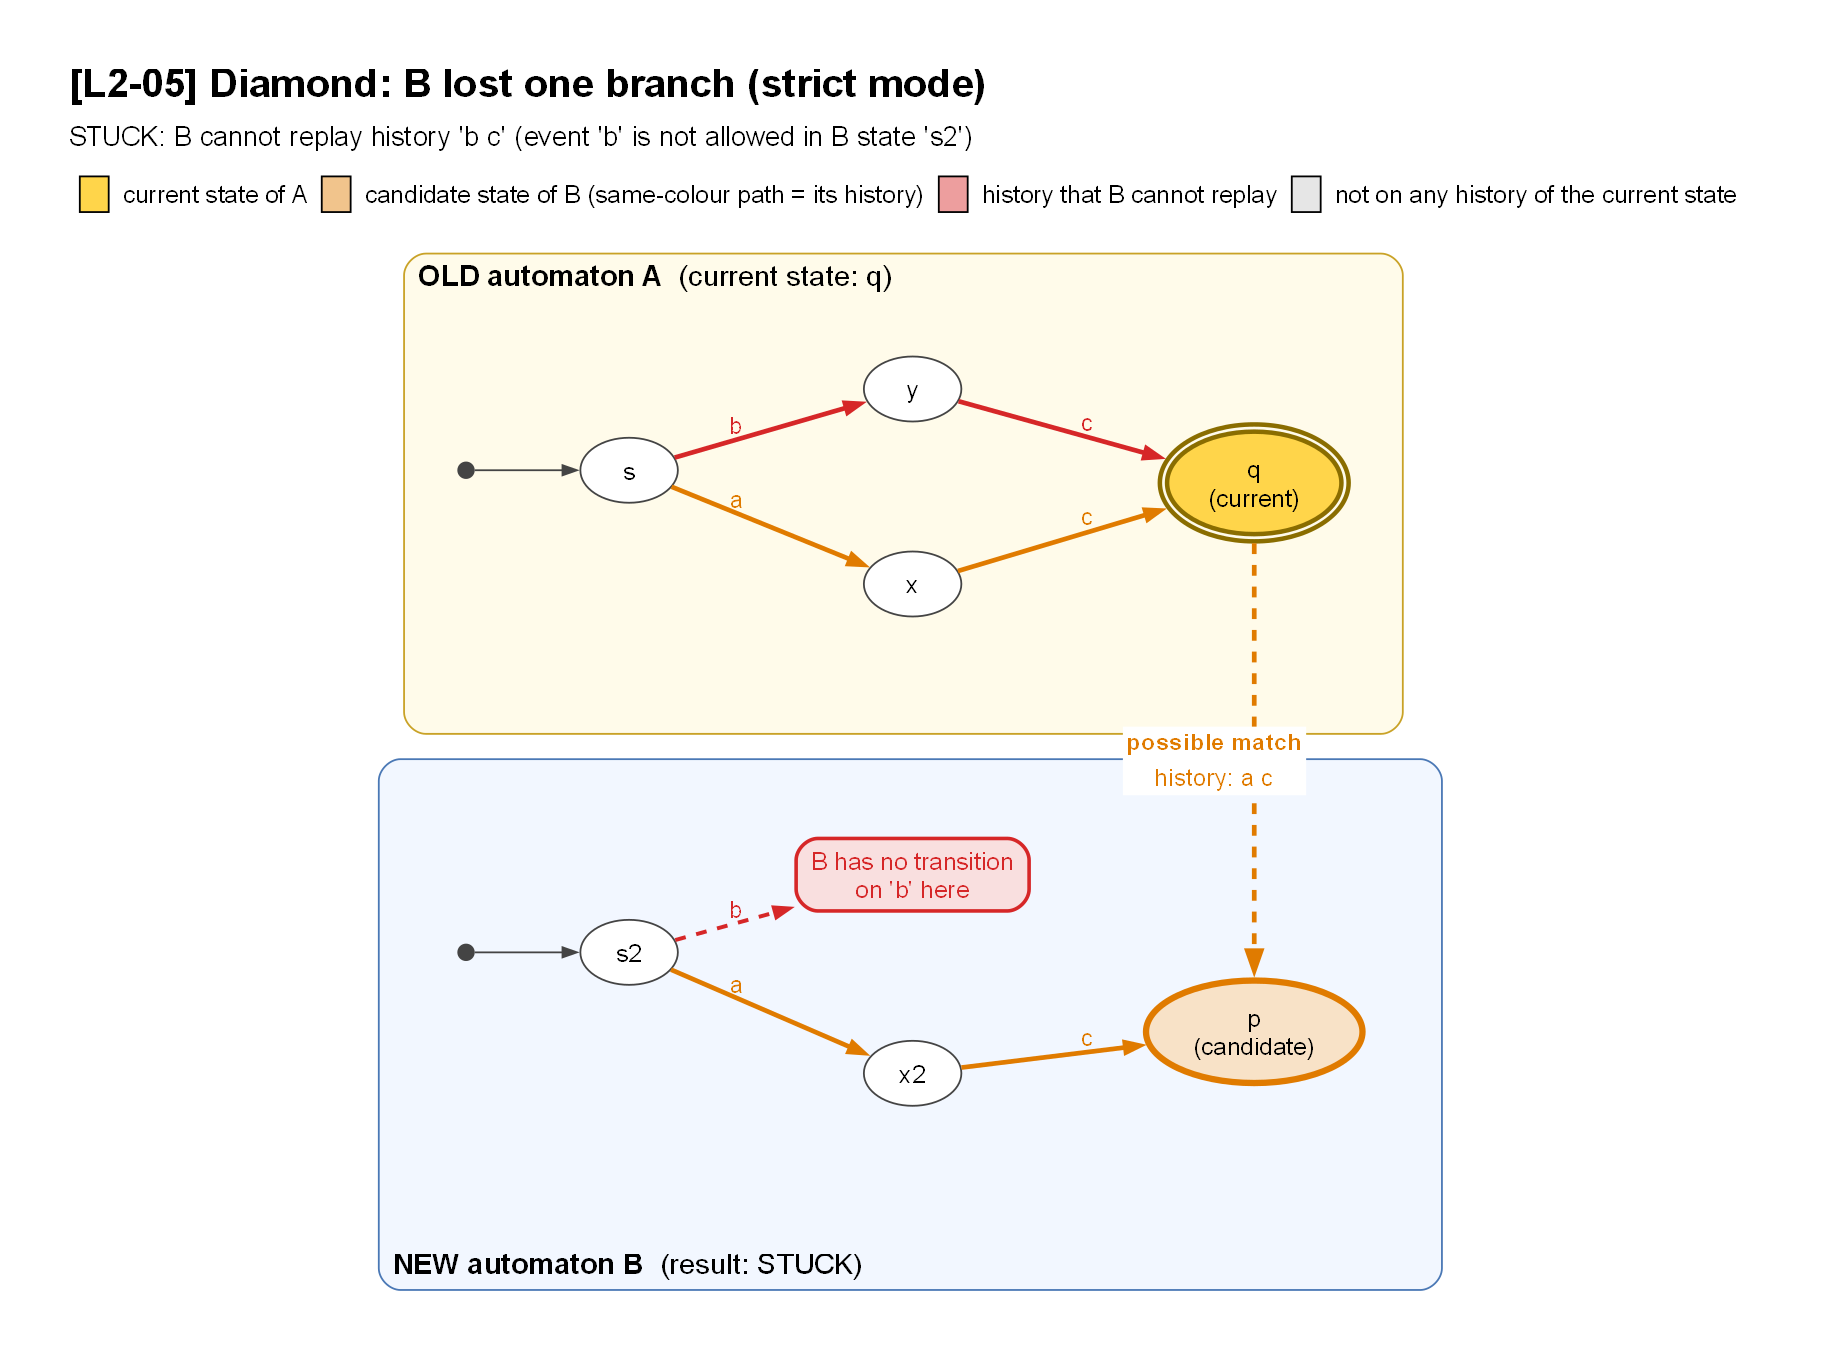 [L2-05] Diamond: B lost one branch (strict mode)
STUCK: B cannot replay history 'b c' (event 'b' is not allowed in B state 's2')
current state of A
candidate state of B (same-colour path = its history)
history that B cannot replay
not on any history of the current state
OLD automaton A (current state: q)
y
b
c
s
q
(current)
a
c
x
possible match
history: a c
B has no transition
on 'b' here
b
s2
a
p
(candidate)
c
x2
NEW automaton B (result: STUCK)